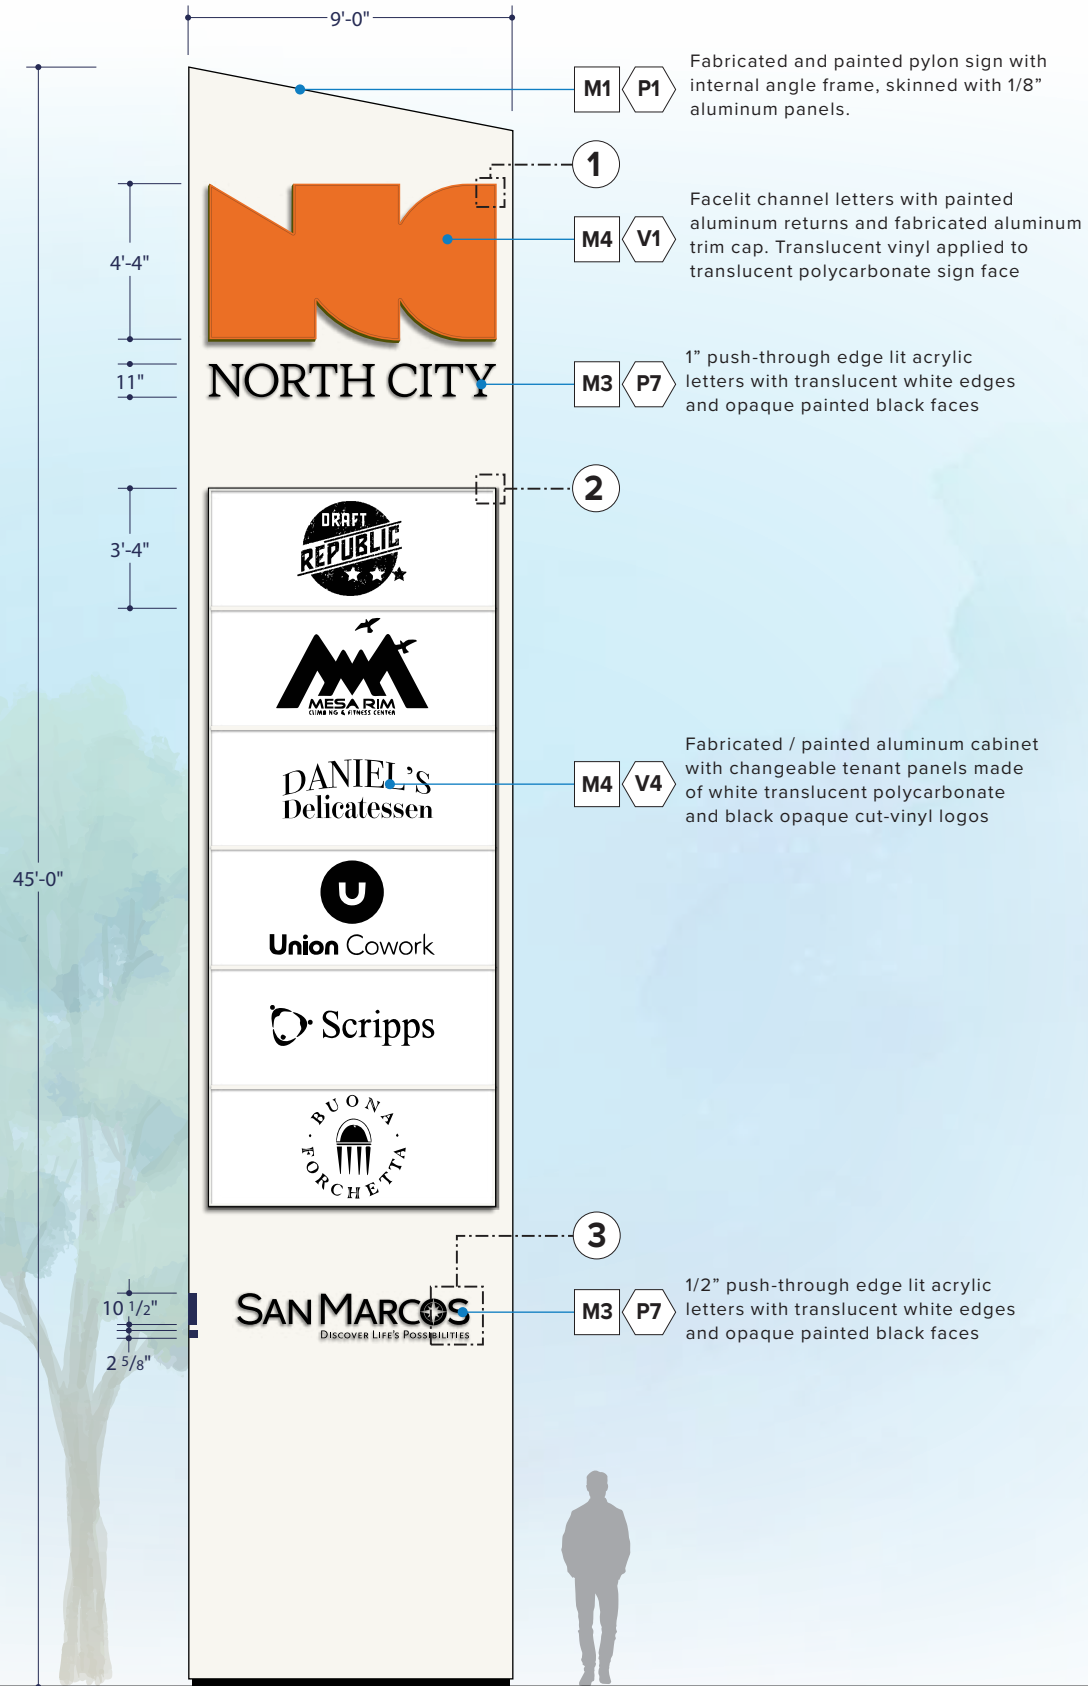 9'-0"
M1 P1
Fabricated and painted pylon sign with
internal angle frame, skinned with 1/8”
aluminum panels.
1
4'-4"
M4 V1
Facelit channel letters with painted
aluminum returns and fabricated aluminum
trim cap. Translucent vinyl applied to
translucent polycarbonate sign face
NC
11"
NORTH CITY
M3 P7
1” push-through edge lit acrylic
letters with translucent white edges
and opaque painted black faces
2
3'-4"
DRAFT
REPUBLIC
MESA RIM
CLIMBING & FITNESS CENTER
DANIEL’S
Delicatessen
M4 V4
Fabricated / painted aluminum cabinet
with changeable tenant panels made
of white translucent polycarbonate
and black opaque cut-vinyl logos
45'-0"
U
Union Cowork
Scripps
BUONA
FORCHETTA
3
10 1/2"
2 5/8"
SAN MARCOS
DISCOVER LIFE’S POSSIBILITIES
M3 P7
1/2” push-through edge lit acrylic
letters with translucent white edges
and opaque painted black faces